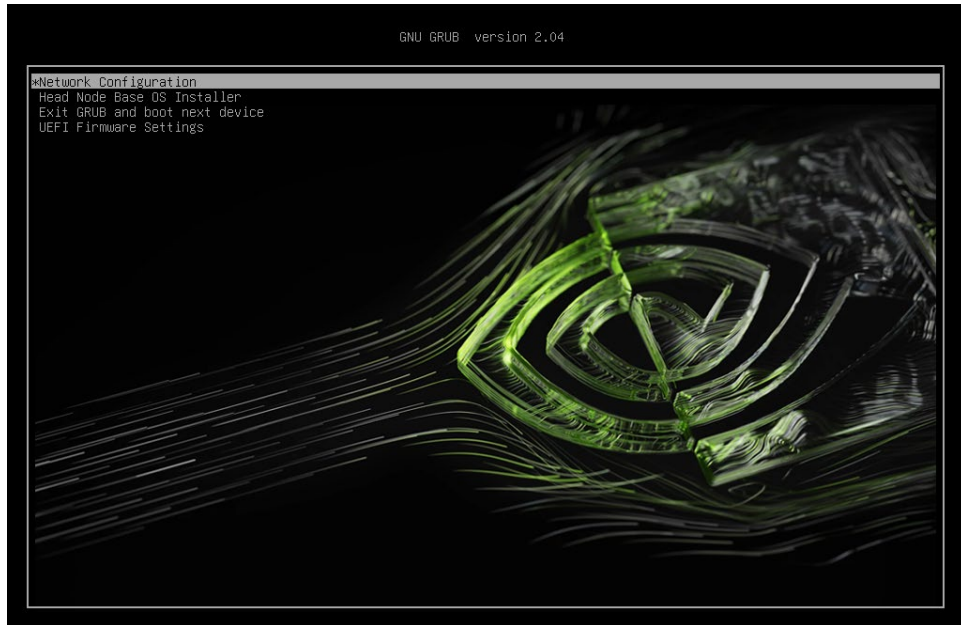 GNU GRUB  version 2.04
*Network Configuration
Head Node Base OS Installer
Exit GRUB and boot next device
UEFI Firmware Settings